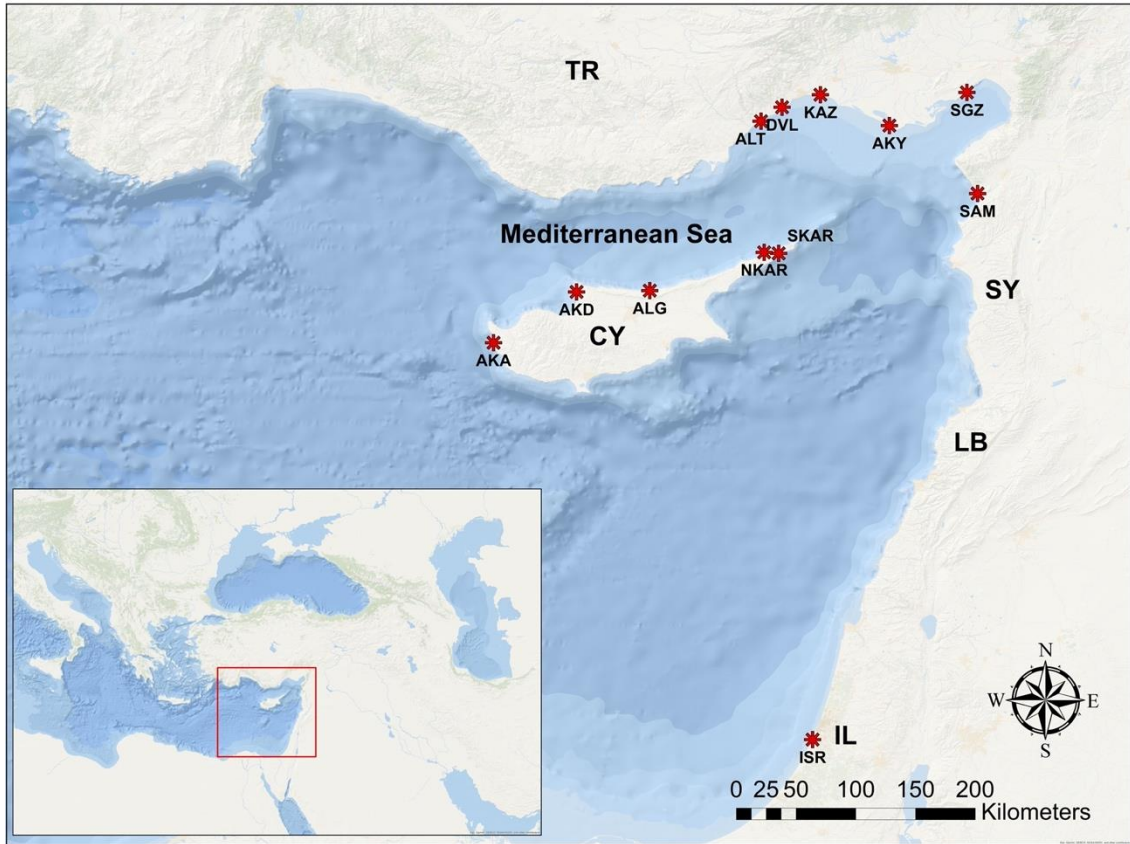 TR
SGZ
KAZ
DVL
ALT
AKY
SAM
Mediterranean Sea
SKAR
NKAR
SY
AKD
ALG
CY
AKA
LB
N
W
E
S
IL
ISR
0 25 50 100 150 200
Kilometers